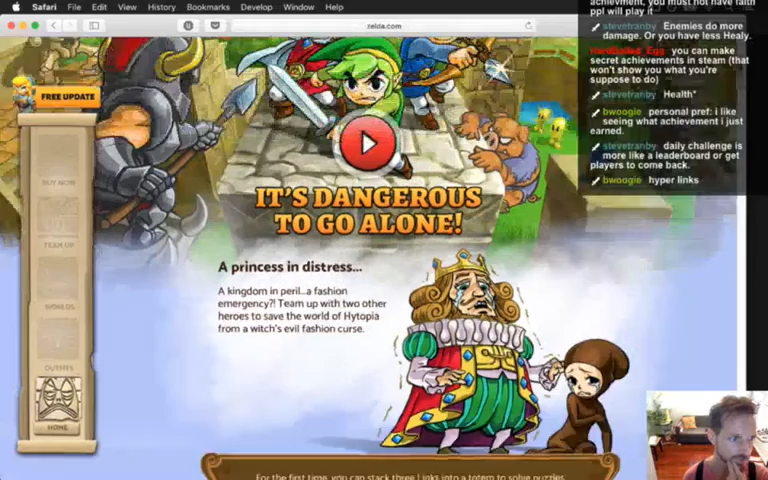 Safari File Edit View History Bookmarks Develop Window Help
zelda.com
achievement, you must not have faith
ppl will play it
stevetranby Enemies do more
damage. Or you have less Healy.
you can make
secret achievements in steam (that
won't show you what you're
suppose to do)
stevetranby Health*
bwoogie personal pref: i like
seeing what achievement i just
earned.
stevetranby daily challenge is
more like a leaderboard or get
players to come back.
bwoogie hyper links
FREE UPDATE
BUY NOW
TEAM UP
WORLDS
OUTFITS
HOME
IT'S DANGEROUS
TO GO ALONE!
A princess in distress...
A kingdom in peril...a fashion
emergency?! Team up with two other
heroes to save the world of Hytopia
from a witch's evil fashion curse.
For the first time, you can stack three Links into a totem to solve puzzles,